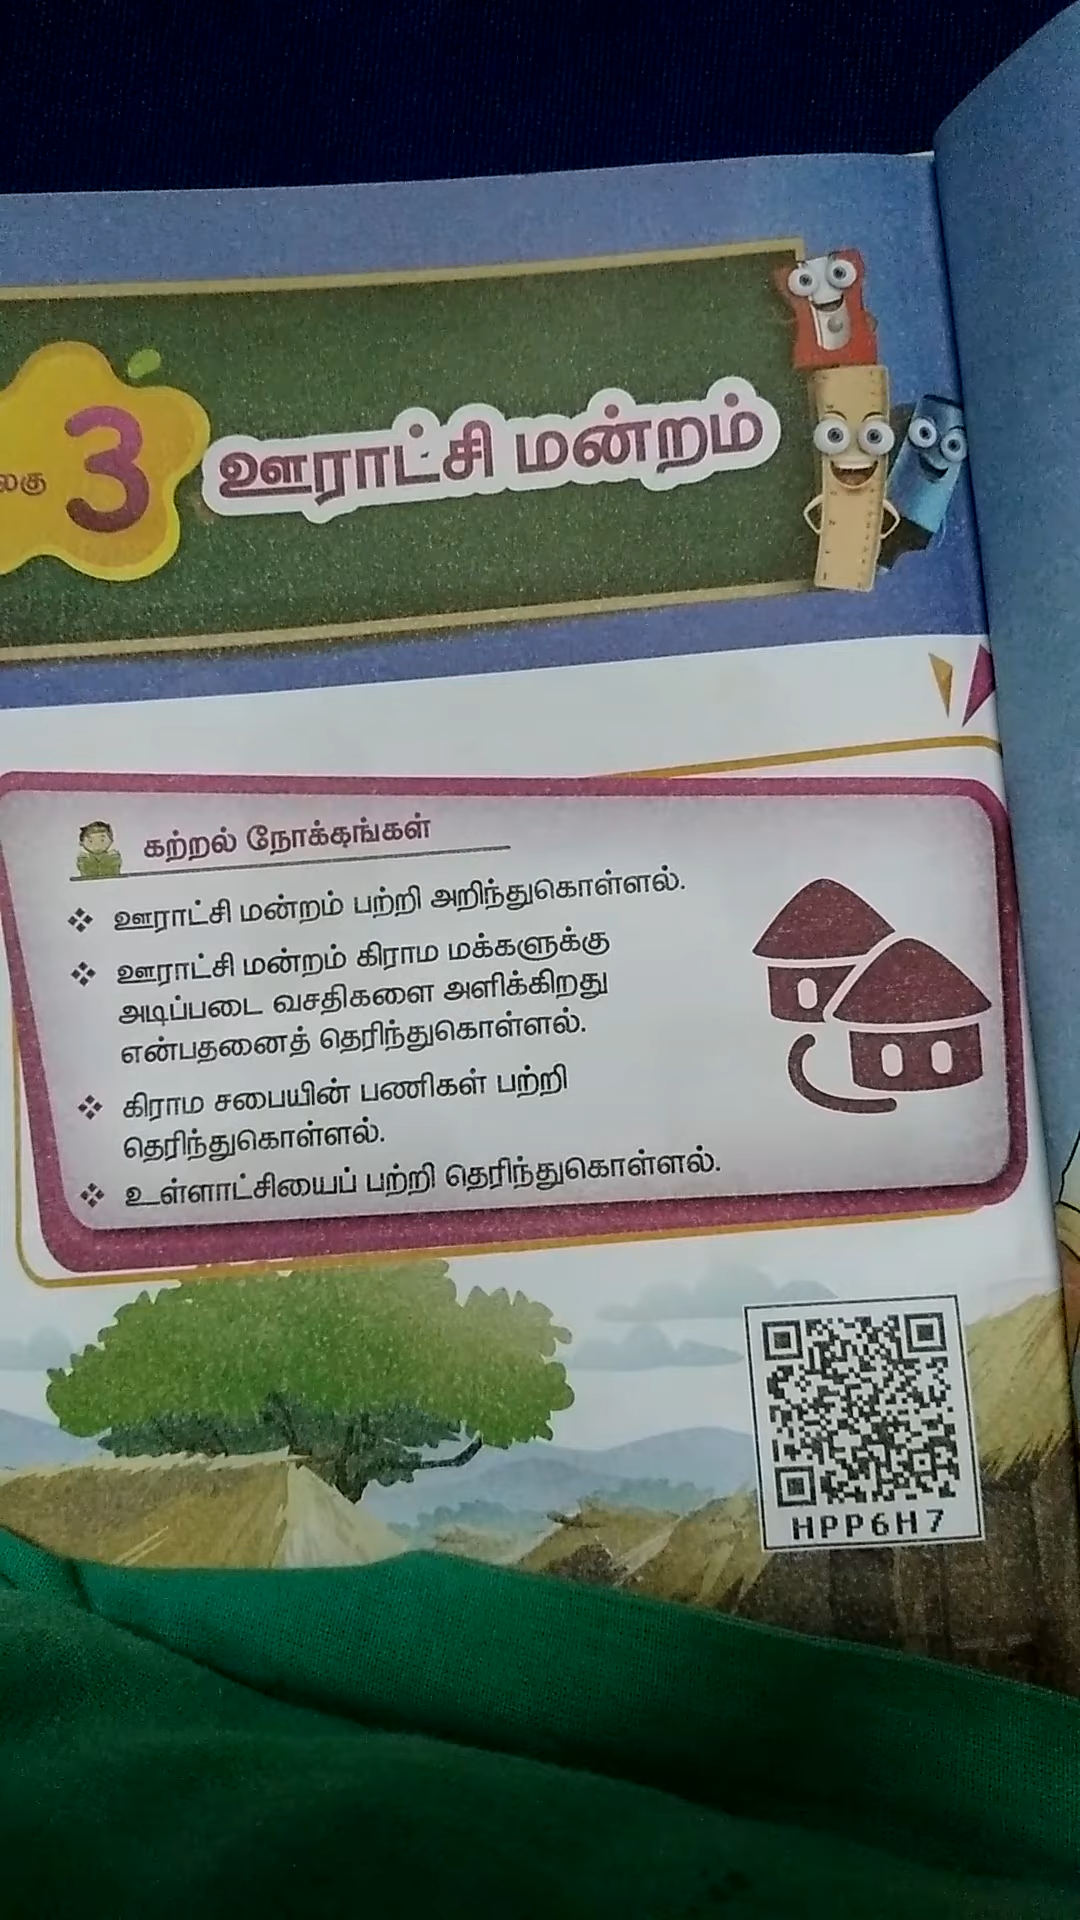 3
ஊராட்சி மன்றம்
கற்றல் நோக்கங்கள்
❖ ஊராட்சி மன்றம் பற்றி அறிந்துகொள்ளல்.
❖ ஊராட்சி மன்றம் கிராம மக்களுக்கு
அடிப்படை வசதிகளை அளிக்கிறது
என்பதனைத் தெரிந்துகொள்ளல்.
❖ கிராம சபையின் பணிகள் பற்றி
தெரிந்துகொள்ளல்.
❖ உள்ளாட்சியைப் பற்றி தெரிந்துகொள்ளல்.
HPP6H7